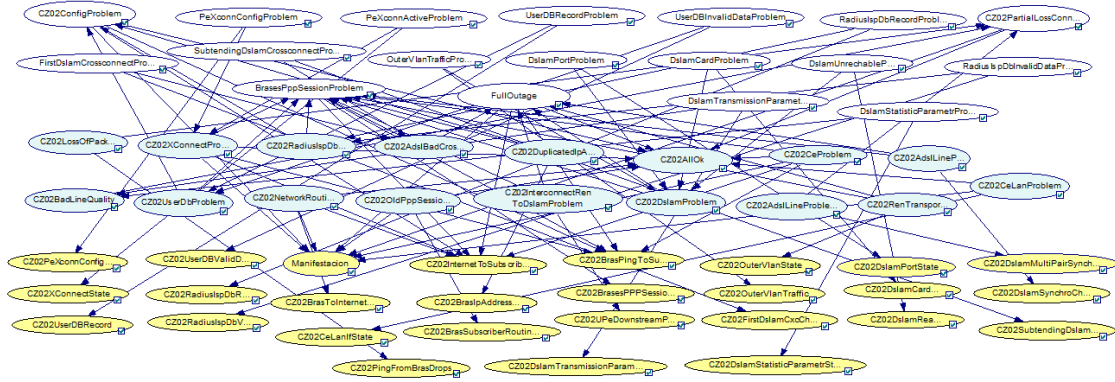 CZ02ConfigProblem
PeXconnConfigProblem
PeXconnActiveProblem
UserDBRecordProblem
UserDBInvalidDataProblem
RadiusIspDbRecordProbl...
CZ02PartialLossConn...
SubtendingDslamCrossconnectPro...
FirstDslamCrossconnectPro...
OuterVlanTrafficPro...
DslamPortProblem
DslamCardProblem
DslamUnrechableP...
RadiusIspDbInvalidDataPr...
BrasesPppSessionProblem
FullOutage
DslamTransmissionParamet...
DslamStatisticParametrPro...
CZ02LossOfPack...
CZ02XConnectPro...
CZ02RadiusIspDb...
CZ02AdslBadCros...
CZ02DuplicatedIpA...
CZ02AllOk
CZ02CeProblem
CZ02AdslLineP...
CZ02BadLineQuality
CZ02UserDbProblem
CZ02NetworkRouti...
CZ02OldPppSessio...
CZ02InterconnectRen
ToDslamProblem
CZ02DslamProblem
CZ02AdslLineProble...
CZ02RenTranspor...
CZ02CeLanProblem
CZ02PeXconnConfig...
CZ02UserDBValidD...
Manifestacion
CZ02InternetToSubscrib...
CZ02BrasPingToSu...
CZ02OuterVlanState
CZ02DslamPortState
CZ02DslamMultiPairSynch...
CZ02XConnectState
CZ02RadiusIspDbR...
CZ02BrasToInternet...
CZ02BrasIpAddress...
CZ02BrasesPPPSessio...
CZ02OuterVlanTraffic...
CZ02DslamCard...
CZ02DslamSynchroCh...
CZ02UserDBRecord
CZ02RadiusIspDbV...
CZ02CeLanIfState
CZ02BrasSubscriberRoutin...
CZ02UPeDownstreamP...
CZ02FirstDslamCxcCh...
CZ02DslamRea...
CZ02SubtendingDslam...
CZ02PingFromBrasDrops
CZ02DslamTransmissionParam...
CZ02DslamStatisticParametrSt...